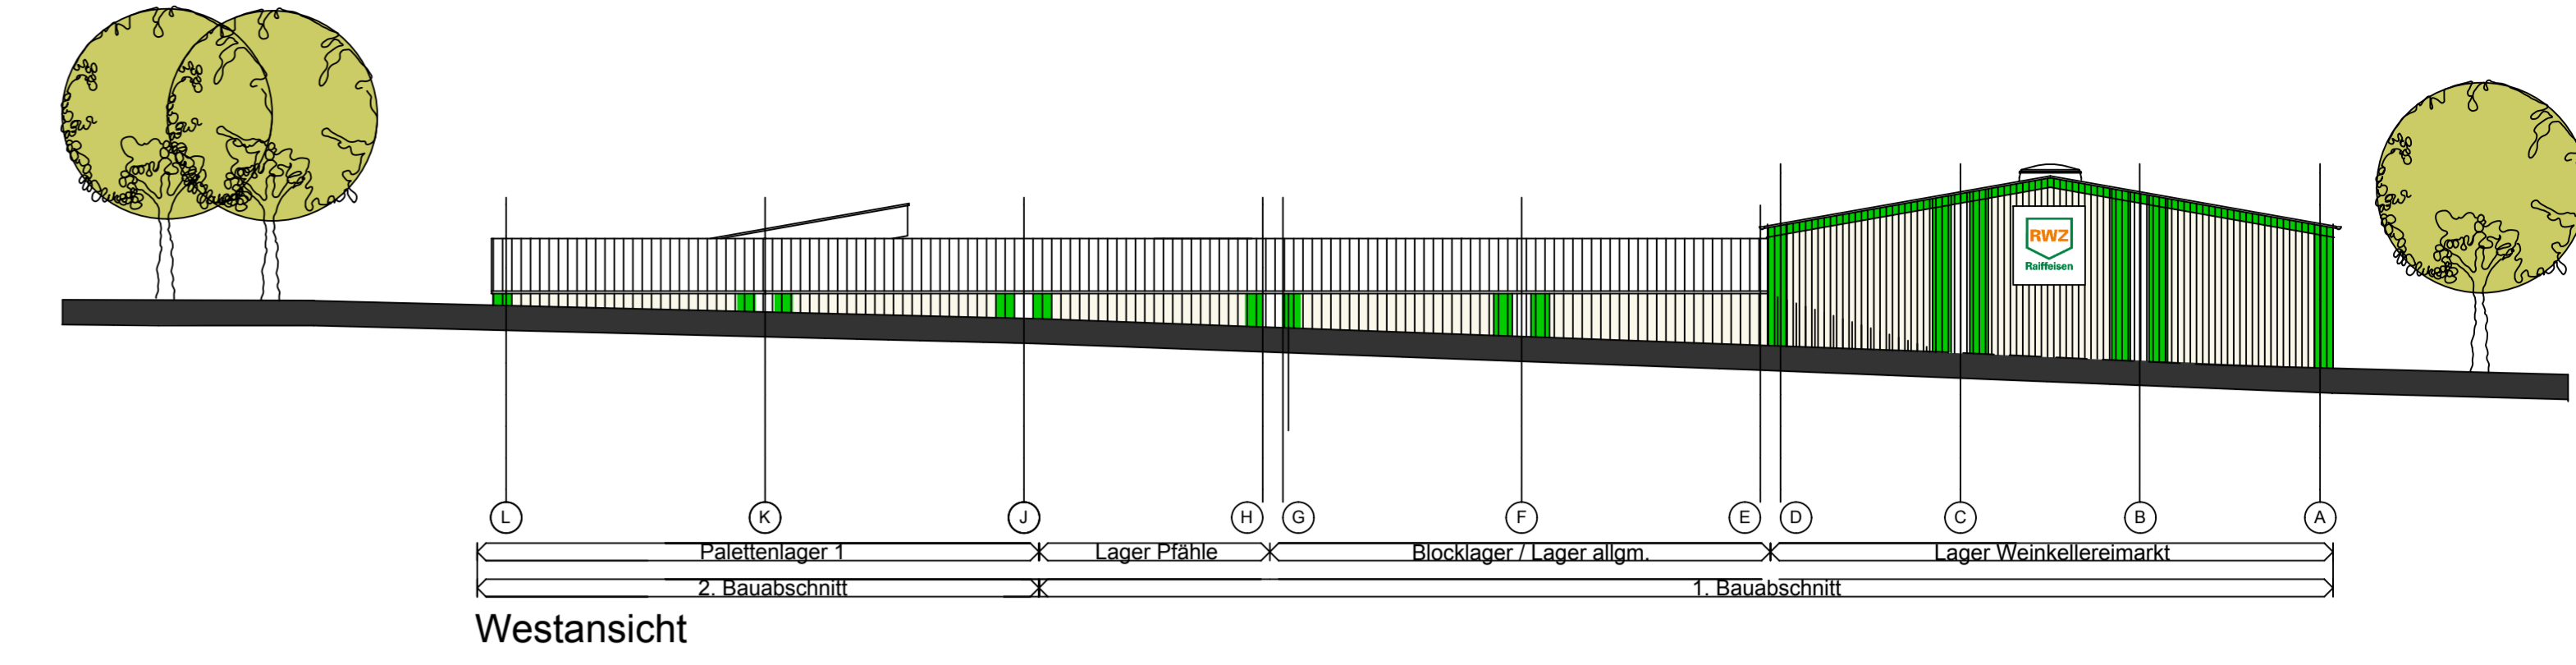 RWZ
Raiffeisen
L K J H G F E D C B A
Palettenlager 1 Lager Pfähle Blocklager / Lager allgm. Lager Weinkellereimarkt
2. Bauabschnitt 1. Bauabschnitt
Westansicht